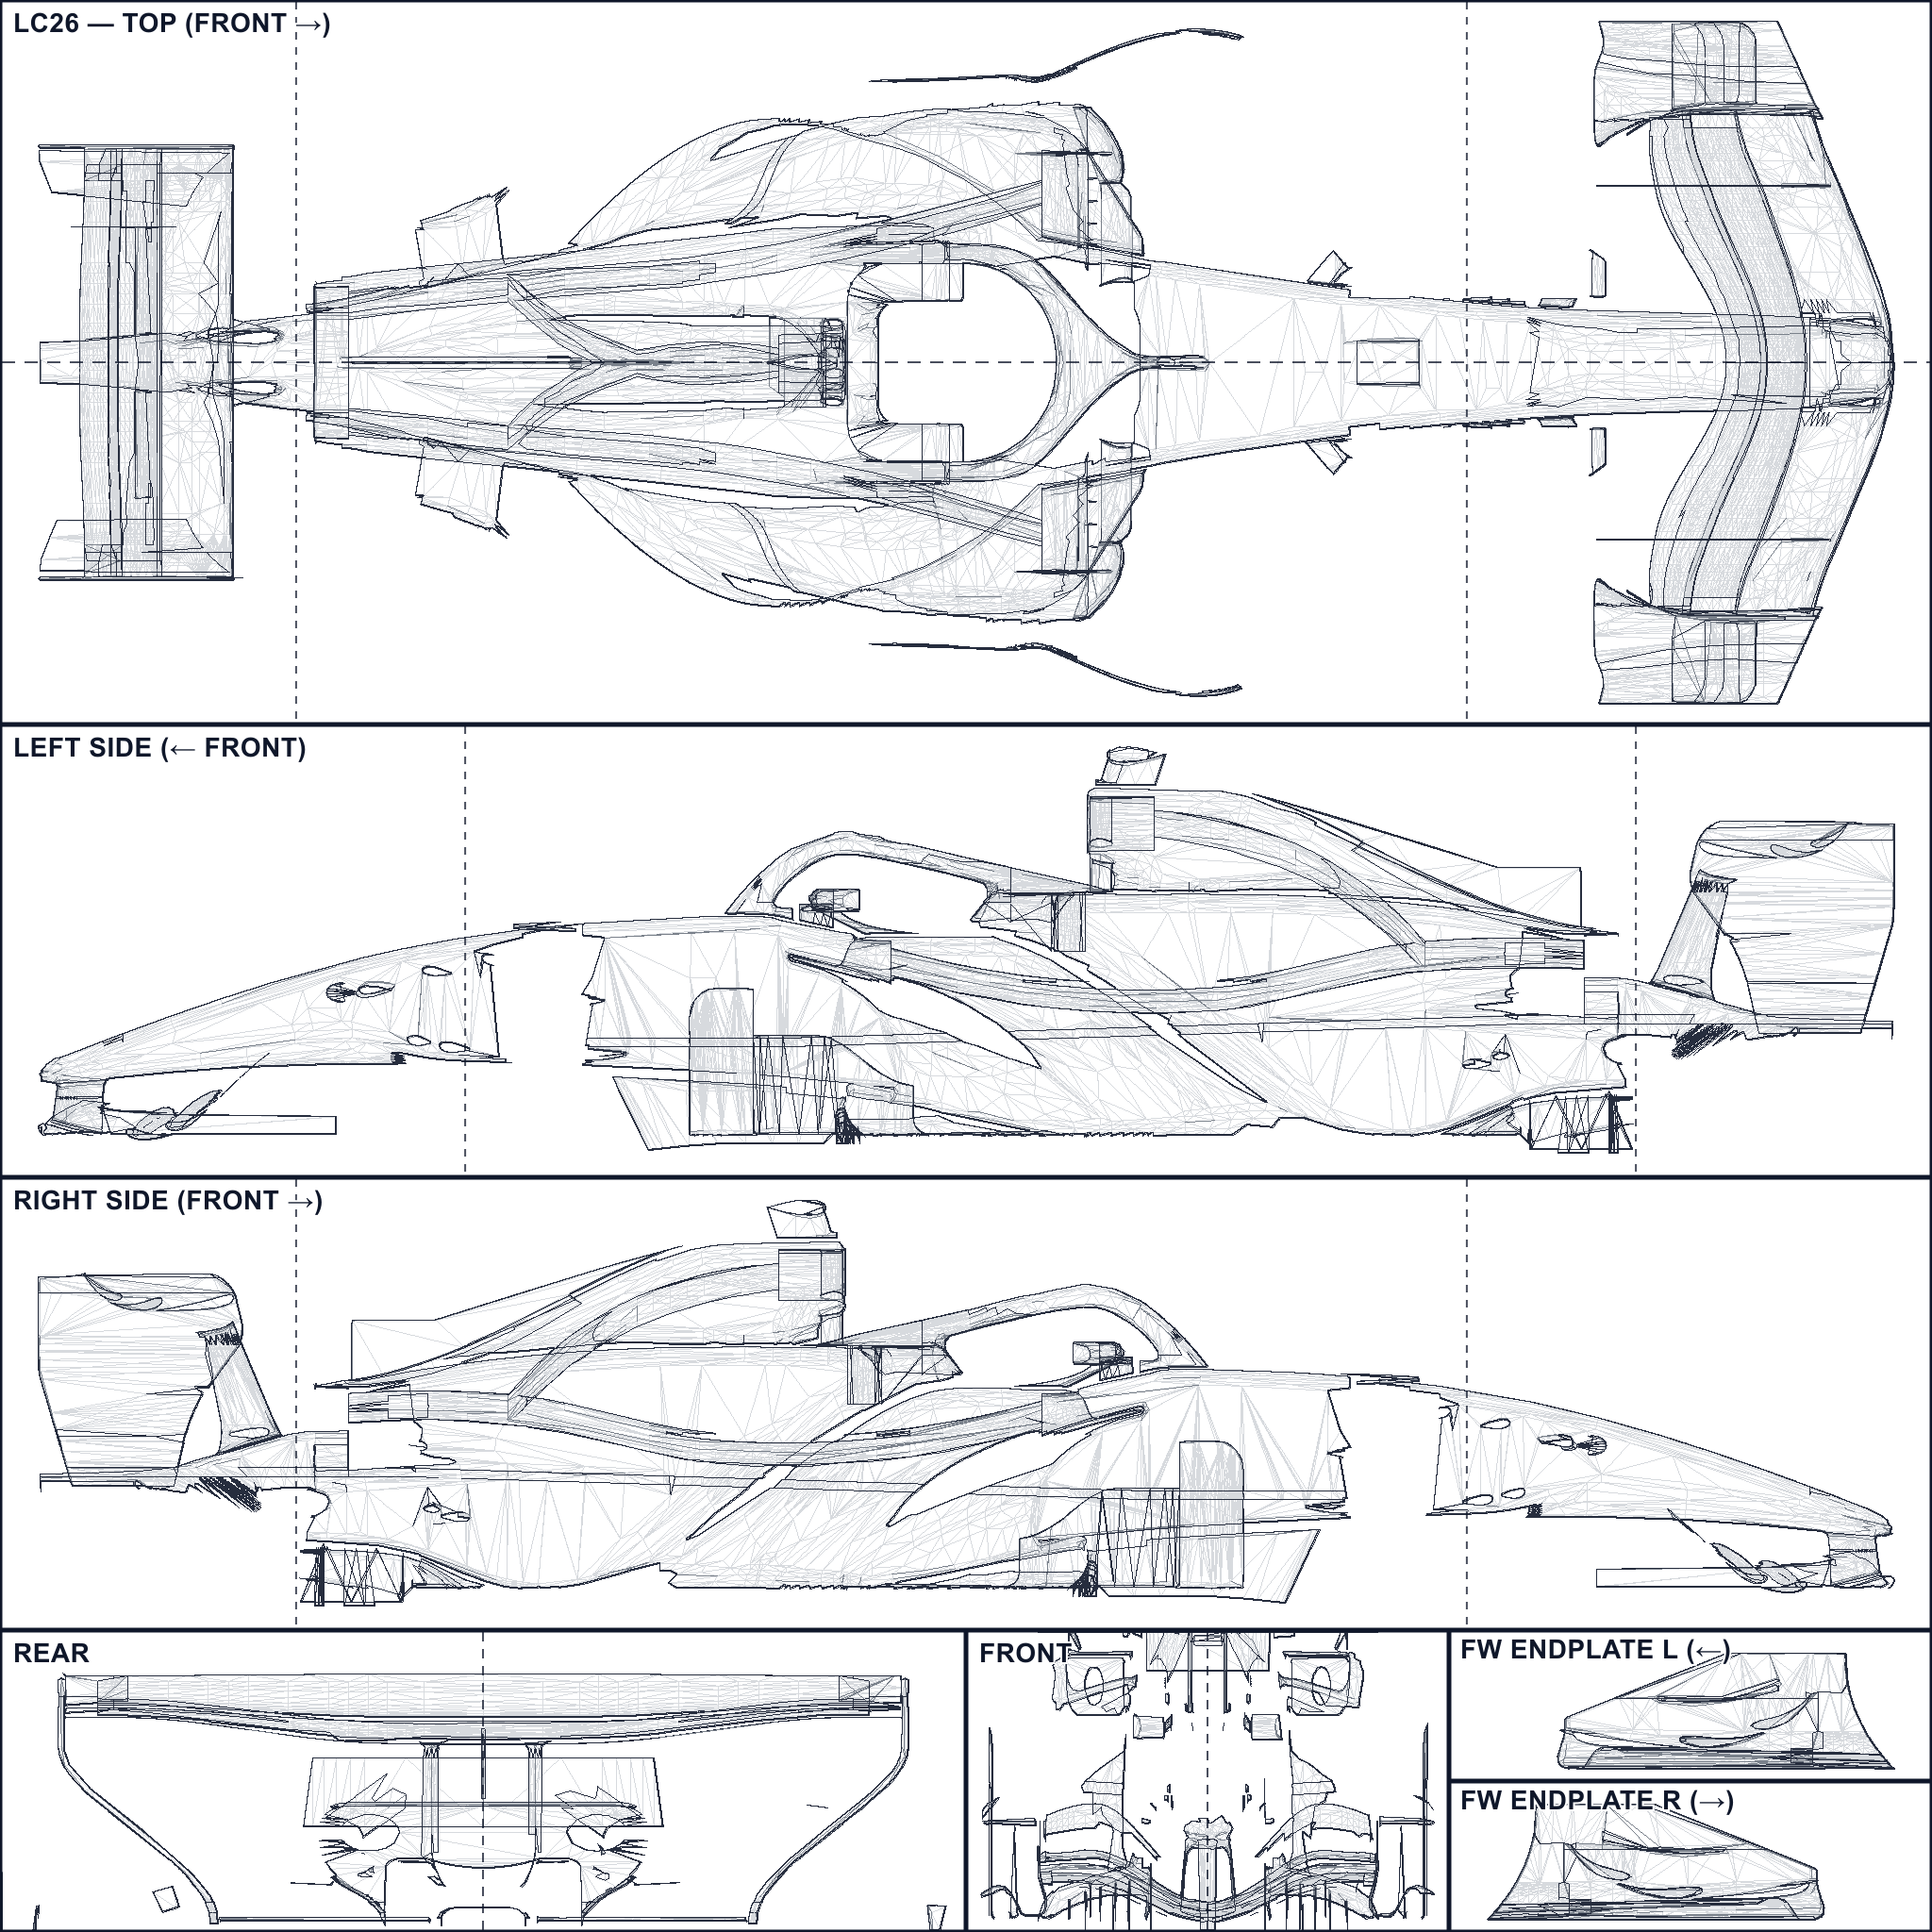 LC26 — TOP (FRONT →)
LEFT SIDE (← FRONT)
RIGHT SIDE (FRONT →)
REAR
FRONT
FW ENDPLATE L (←)
FW ENDPLATE R (→)